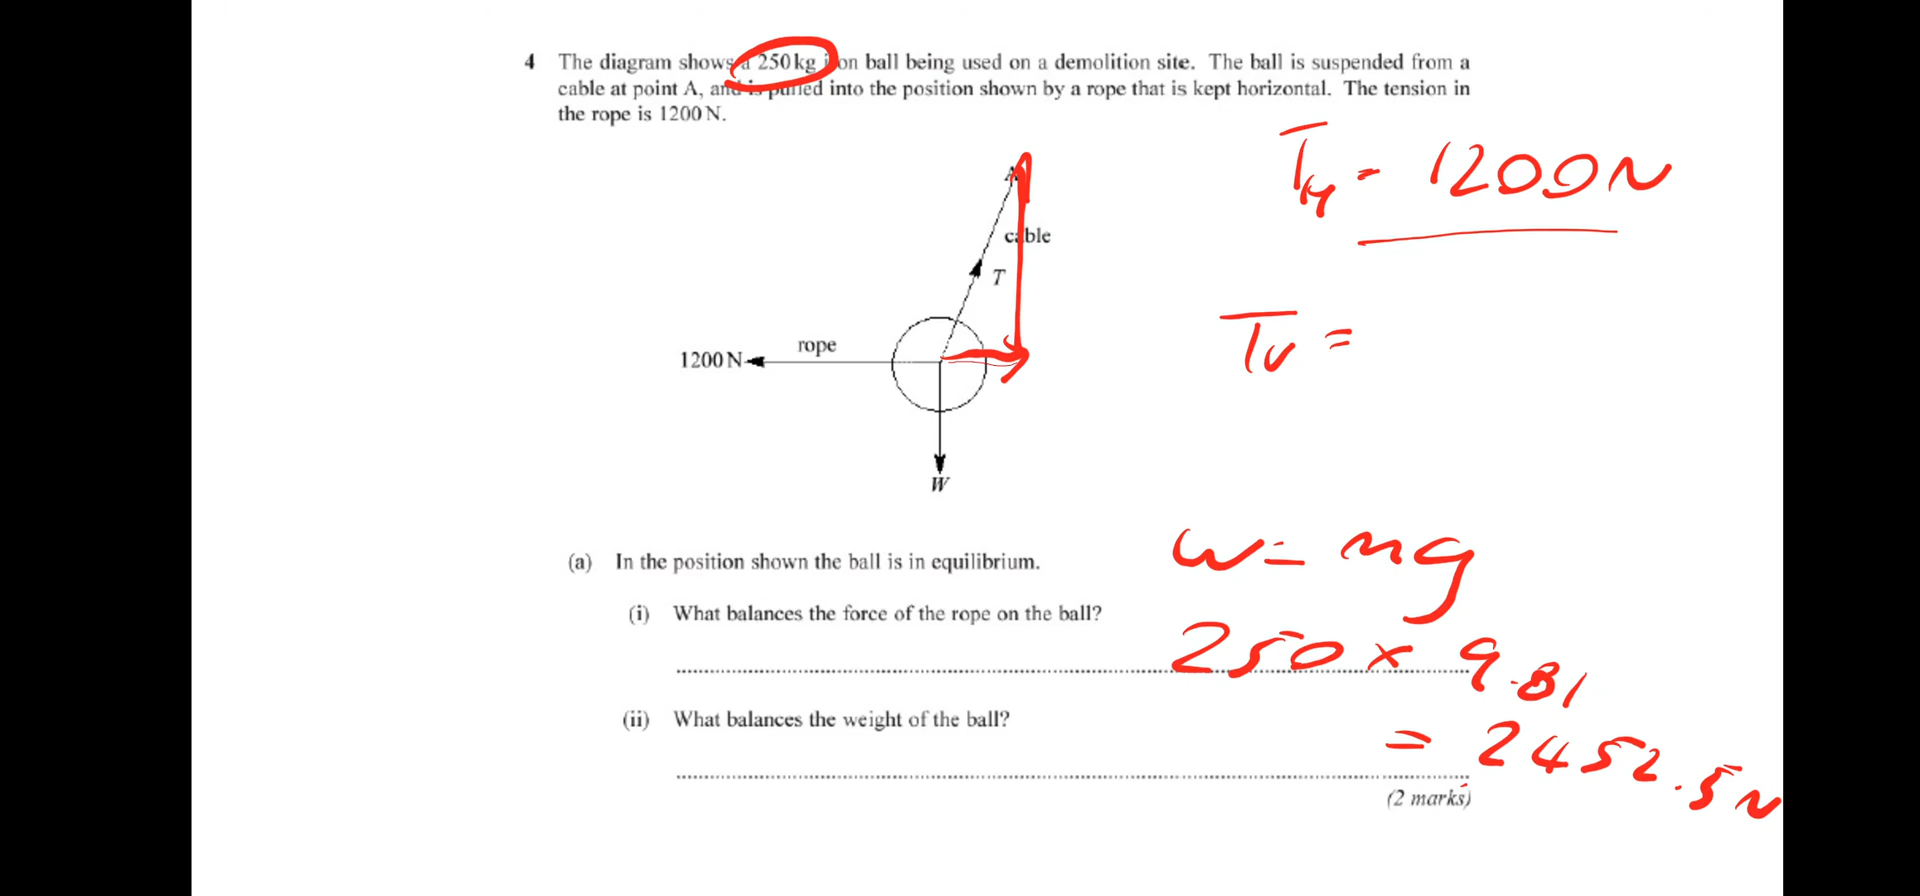 4 The diagram shows a 250 kg iron ball being used on a demolition site. The ball is suspended from a
cable at point A, and is pulled into the position shown by a rope that is kept horizontal. The tension in
the rope is 1200 N.
T_H = 1200N
A
cable
T
T_V =
rope
1200 N
W
(a) In the position shown the ball is in equilibrium.
W = mg
(i) What balances the force of the rope on the ball?
250 × 9.81
(ii) What balances the weight of the ball?
= 2452.5N
(2 marks)